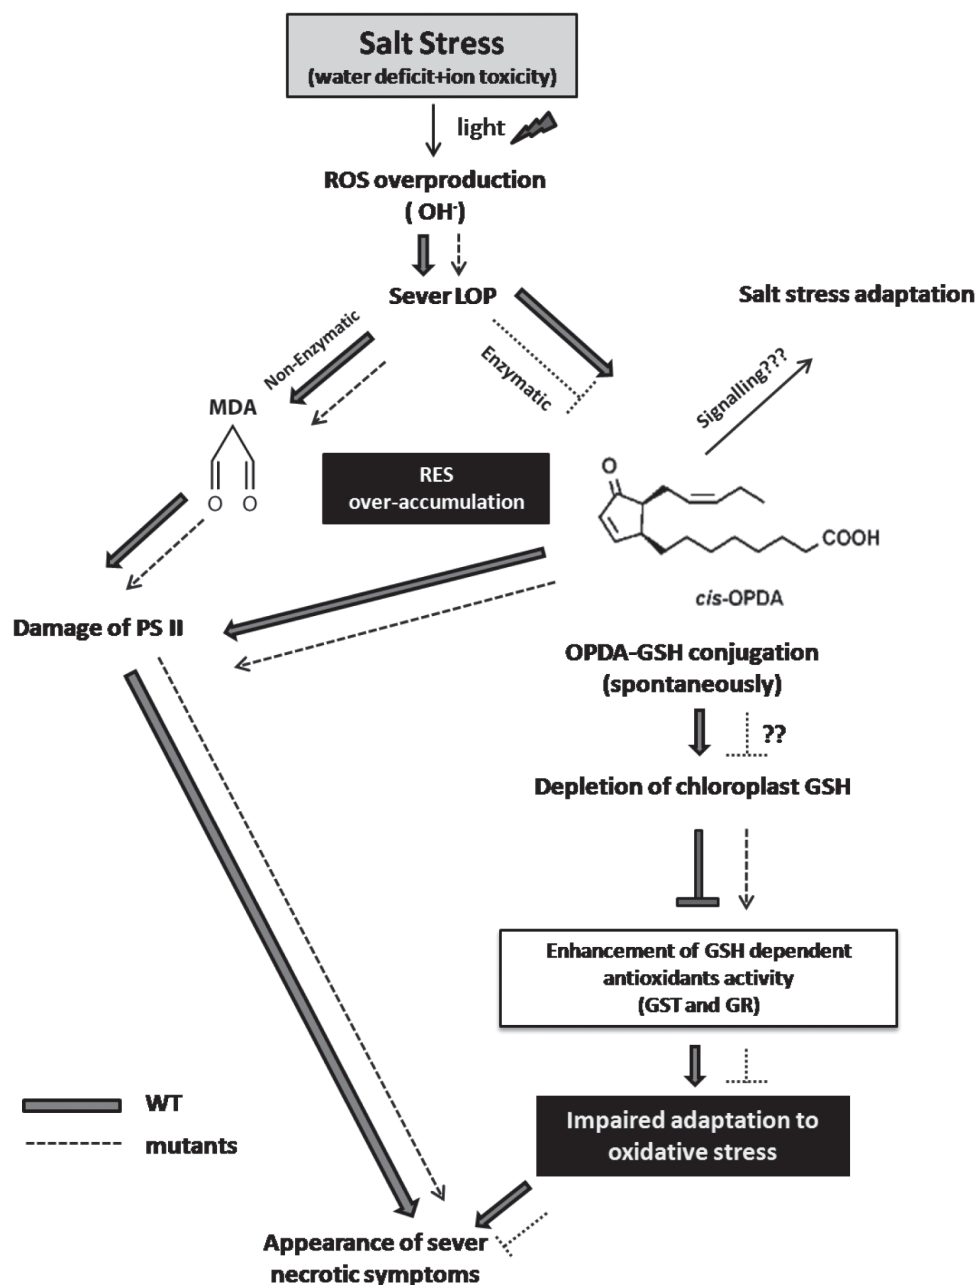 Salt Stress
(water deficit+ion toxicity)
light
ROS overproduction
( OH·)
Sever LOP
Salt stress adaptation
Non-Enzymatic
Enzymatic
Signalling???
MDA
O O
RES
over-accumulation
O
COOH
cis-OPDA
Damage of PS II
OPDA-GSH conjugation
(spontaneously)
??
Depletion of chloroplast GSH
Enhancement of GSH dependent
antioxidants activity
(GST and GR)
WT
mutants
Impaired adaptation to
oxidative stress
Appearance of sever
necrotic symptoms